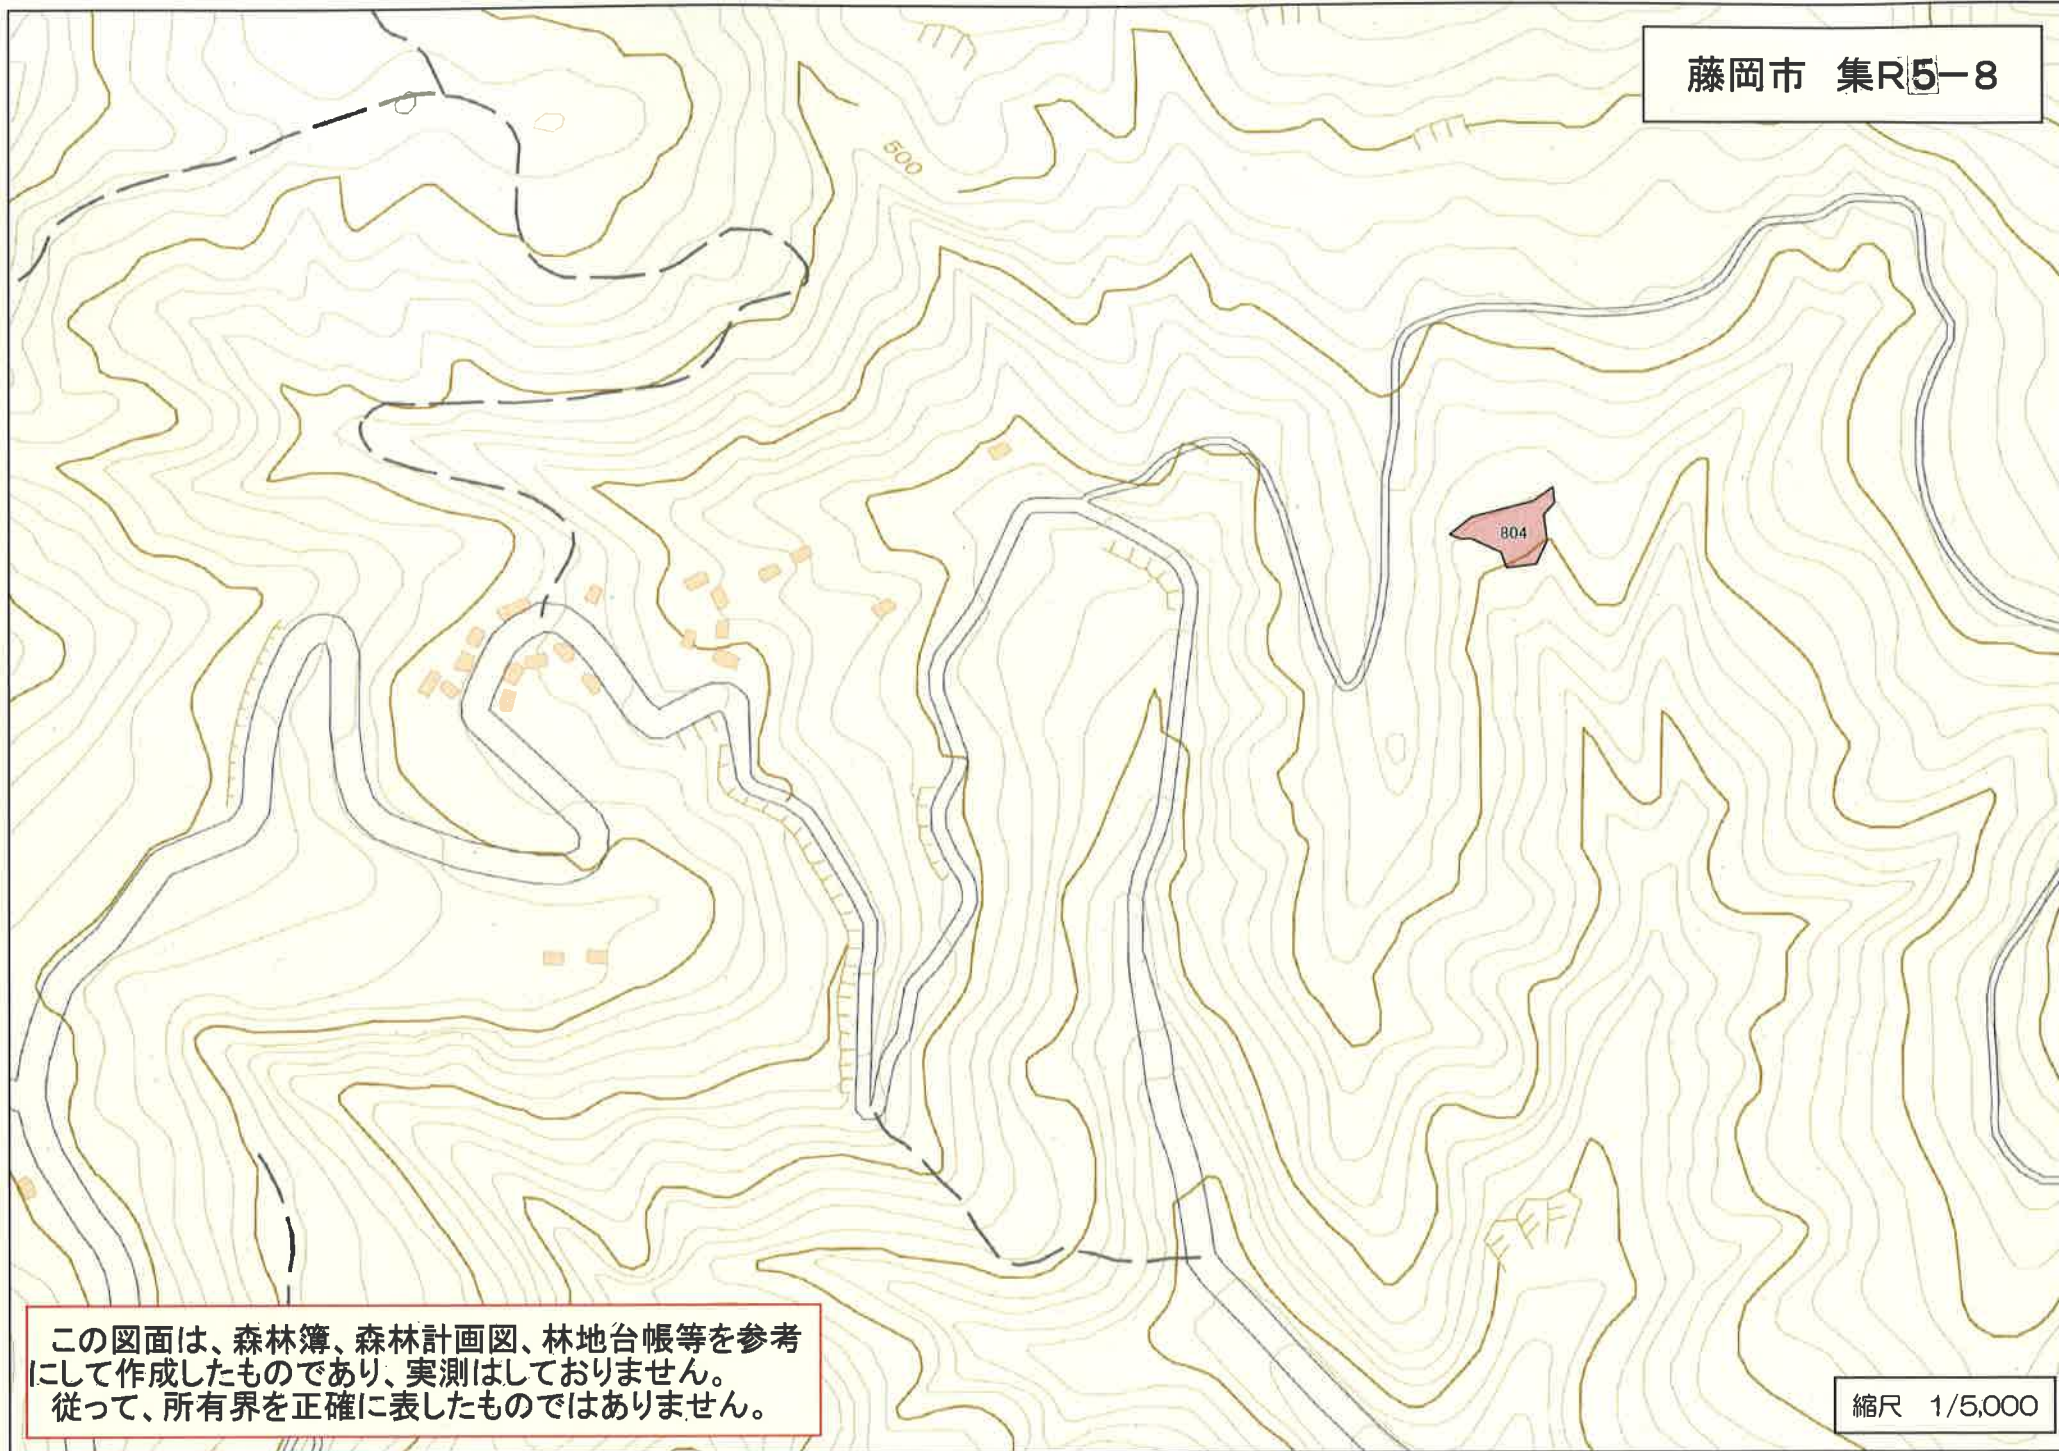 藤岡市 集R5-8
500
804
この図面は、森林簿、森林計画図、林地台帳等を参考
にして作成したものであり、実測はしておりません。
従って、所有界を正確に表したものではありません。
縮尺 1/5,000